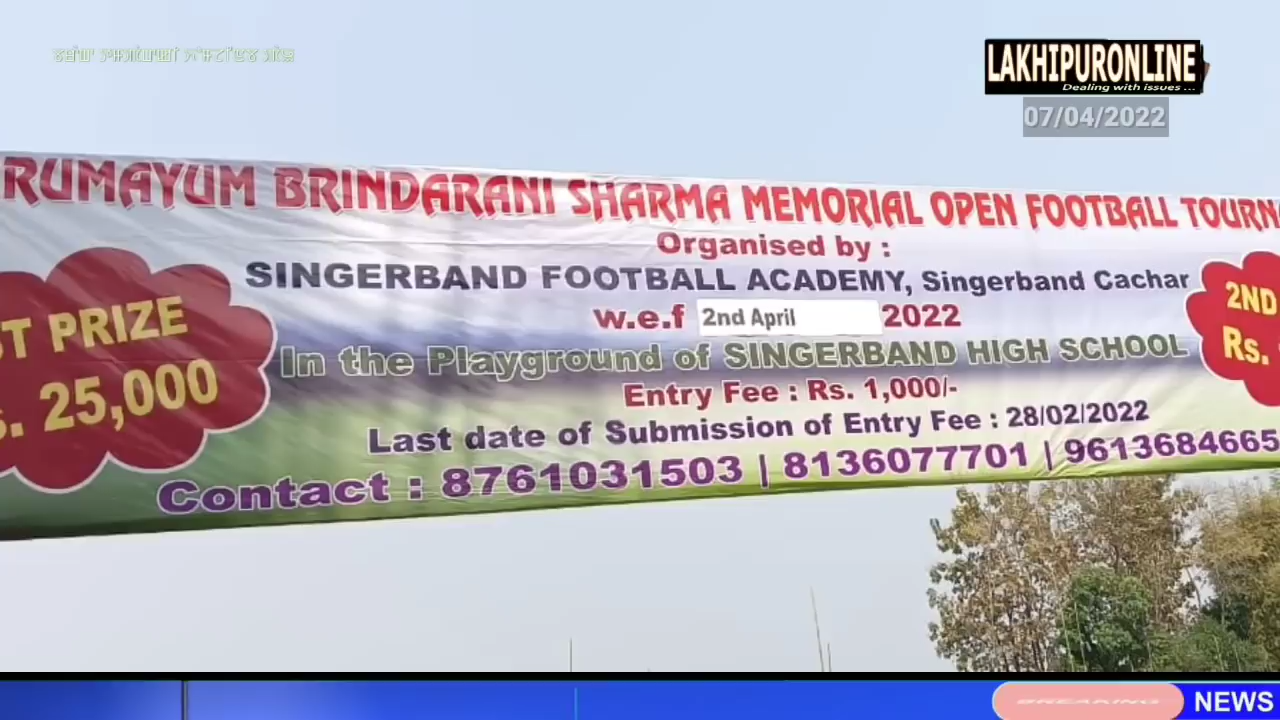 LAKHIPURONLINE
Dealing with issues ...
07/04/2022
RUMAYUM BRINDARANI SHARMA MEMORIAL OPEN FOOTBALL TOURN
Organised by :
SINGERBAND FOOTBALL ACADEMY, Singerband Cachar
w.e.f 2nd April 2022
In the Playground of SINGERBAND HIGH SCHOOL
Entry Fee : Rs. 1,000/-
Last date of Submission of Entry Fee : 28/02/2022
Contact : 8761031503 | 8136077701 | 9613684665
T PRIZE
. 25,000
2ND
Rs.
BREAKING NEWS